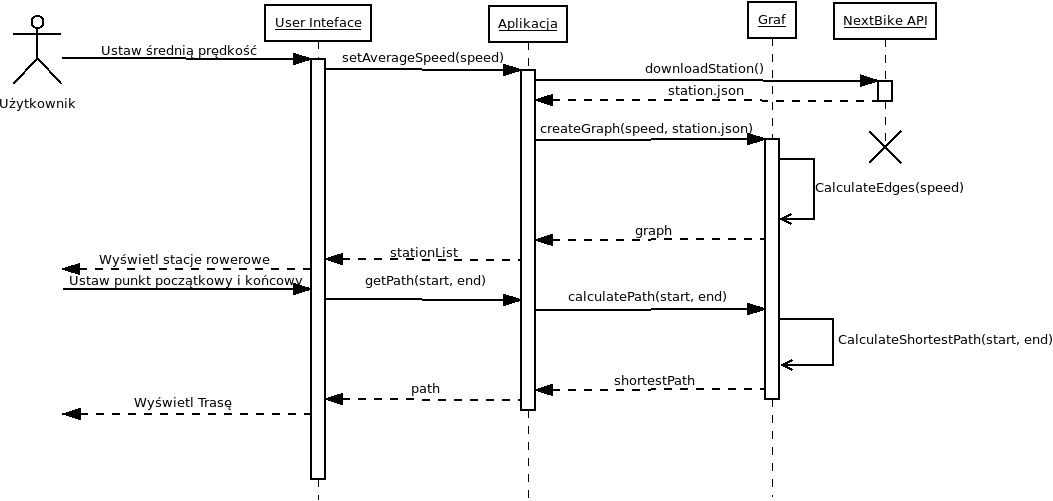 User Inteface
Aplikacja
Graf
NextBike API
Użytkownik
Ustaw średnią prędkość
setAverageSpeed(speed)
downloadStation()
station.json
createGraph(speed, station.json)
CalculateEdges(speed)
graph
stationList
Wyświetl stacje rowerowe
Ustaw punkt początkowy i końcowy
getPath(start, end)
calculatePath(start, end)
CalculateShortestPath(start, end)
shortestPath
path
Wyświetl Trasę